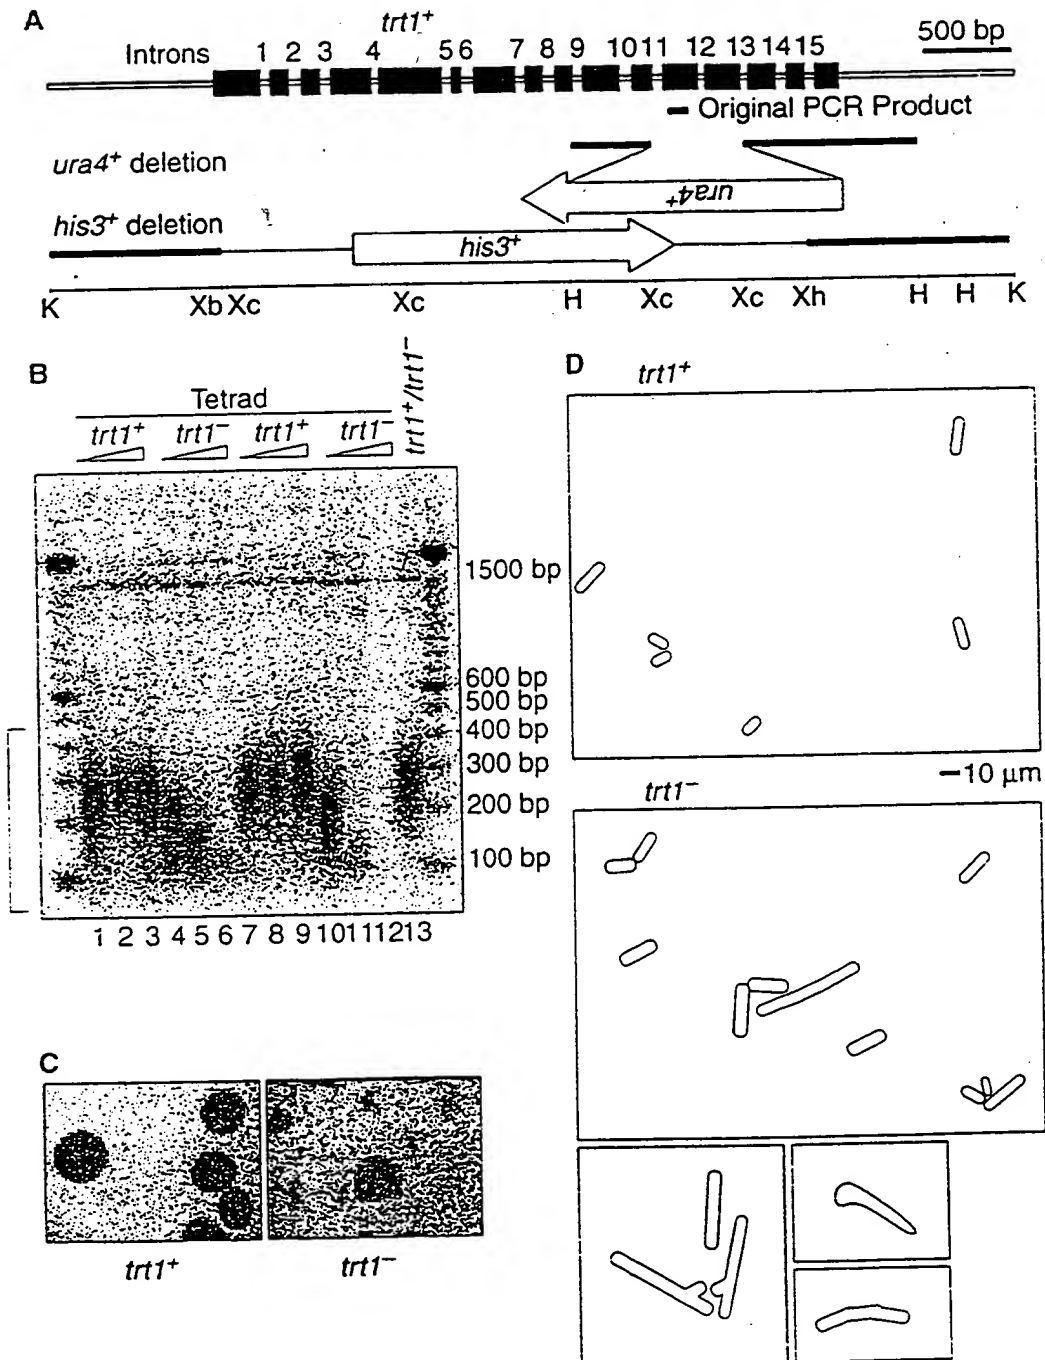 A
trt1+
Introns 1 2 3 4 5 6 7 8 9 10 11 12 13 14 15
500 bp
Original PCR Product
ura4+ deletion
ura4+
his3+ deletion
his3+
K Xb Xc Xc H Xc Xc Xh H H K
B
Tetrad
trt1+ trt1− trt1+ trt1−
trt1+/trt1−
1500 bp
600 bp
500 bp
400 bp
300 bp
200 bp
100 bp
1 2 3 4 5 6 7 8 9 10 11 12 13
C
trt1+ trt1−
D
trt1+
10 µm
trt1−